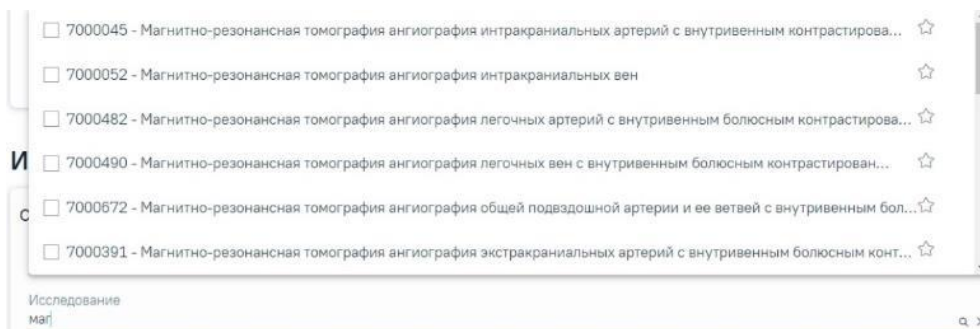 7000045 - Магнитно-резонансная томография ангиография интракраниальных артерий с внутривенным контрастирова...
7000052 - Магнитно-резонансная томография ангиография интракраниальных вен
7000482 - Магнитно-резонансная томография ангиография легочных артерий с внутривенным болюсным контрастирова...
7000490 - Магнитно-резонансная томография ангиография легочных вен с внутривенным болюсным контрастирован...
И
7000672 - Магнитно-резонансная томография ангиография общей подвздошной артерии и ее ветвей с внутривенным бол...
7000391 - Магнитно-резонансная томография ангиография экстракраниальных артерий с внутривенным болюсным конт...
Исследование
маг